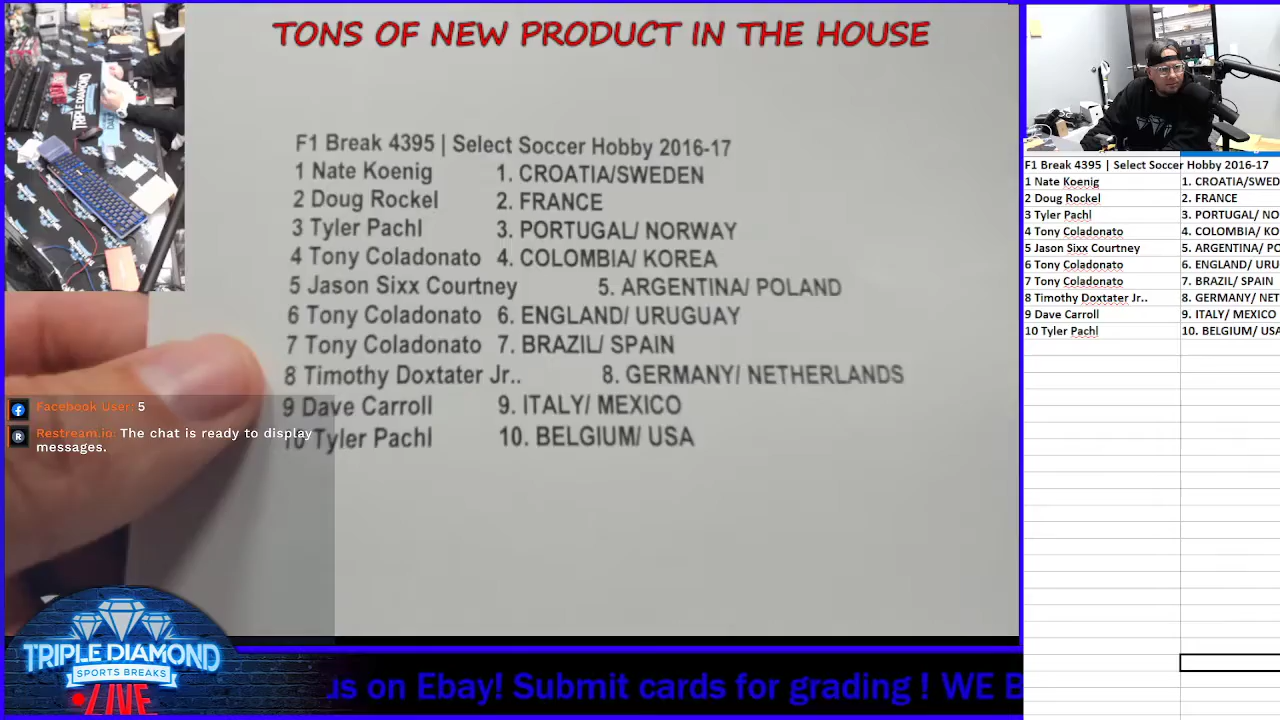 TONS OF NEW PRODUCT IN THE HOUSE
F1 Break 4395 | Select Soccer Hobby 2016-17
1 Nate Koenig 1. CROATIA/SWEDEN
2 Doug Rockel 2. FRANCE
3 Tyler Pachl 3. PORTUGAL/ NORWAY
4 Tony Coladonato 4. COLOMBIA/ KOREA
5 Jason Sixx Courtney 5. ARGENTINA/ POLAND
6 Tony Coladonato 6. ENGLAND/ URUGUAY
7 Tony Coladonato 7. BRAZIL/ SPAIN
8 Timothy Doxtater Jr.. 8. GERMANY/ NETHERLANDS
9 Dave Carroll 9. ITALY/ MEXICO
10 Tyler Pachl 10. BELGIUM/ USA
Facebook User: 5
Restream.io: The chat is ready to display
messages.
TRIPLE DIAMOND
SPORTS BREAKS
LIVE
us on Ebay! Submit cards for grading ! WE B
F1 Break 4395 | Select Soccer Hobby 2016-17
1 Nate Koenig 1. CROATIA/SWED
2 Doug Rockel 2. FRANCE
3 Tyler Pachl 3. PORTUGAL/ NO
4 Tony Coladonato 4. COLOMBIA/ KO
5 Jason Sixx Courtney 5. ARGENTINA/ PO
6 Tony Coladonato 6. ENGLAND/ URU
7 Tony Coladonato 7. BRAZIL/ SPAIN
8 Timothy Doxtater Jr.. 8. GERMANY/ NET
9 Dave Carroll 9. ITALY/ MEXICO
10 Tyler Pachl 10. BELGIUM/ USA
TRIPLE DIAMOND